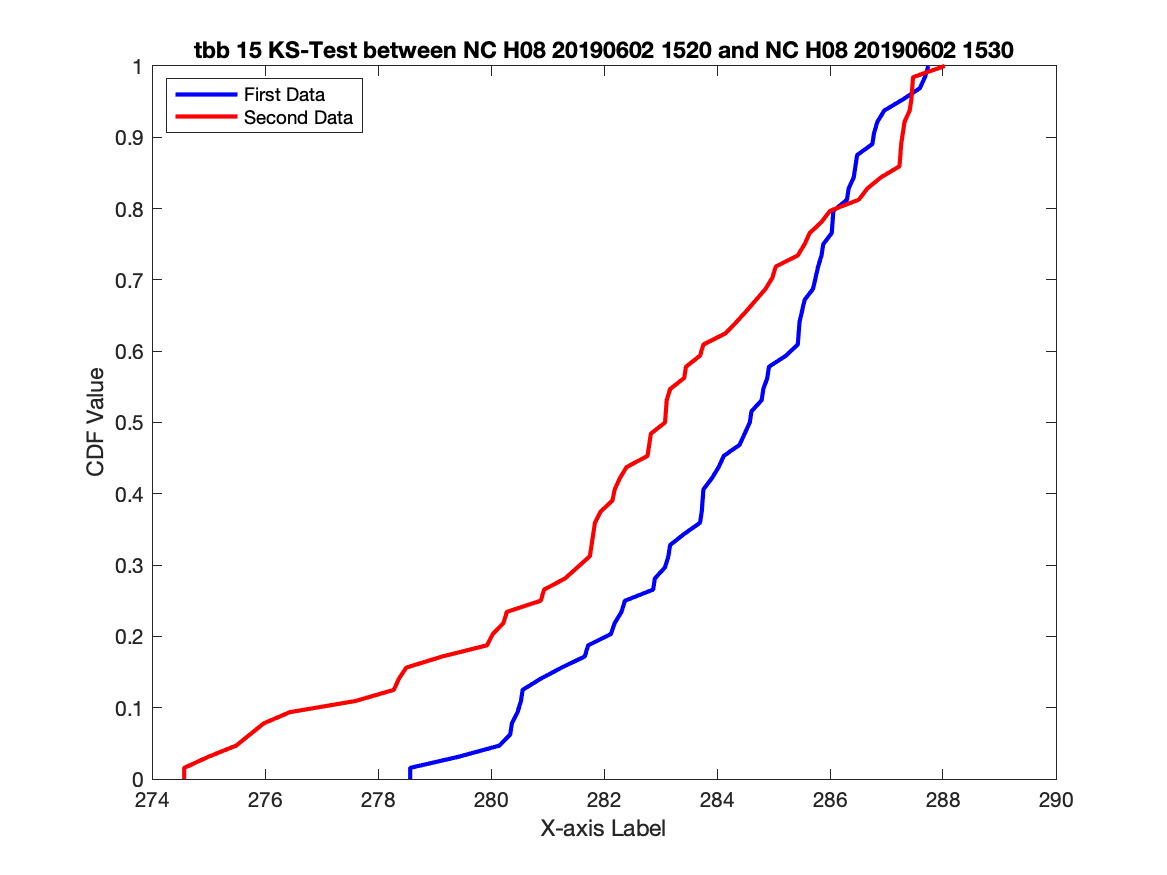 tbb 15 KS-Test between NC H08 20190602 1520 and NC H08 20190602 1530
First Data
Second Data
1
0.9
0.8
0.7
0.6
0.5
0.4
0.3
0.2
0.1
0
CDF Value
274 276 278 280 282 284 286 288 290
X-axis Label